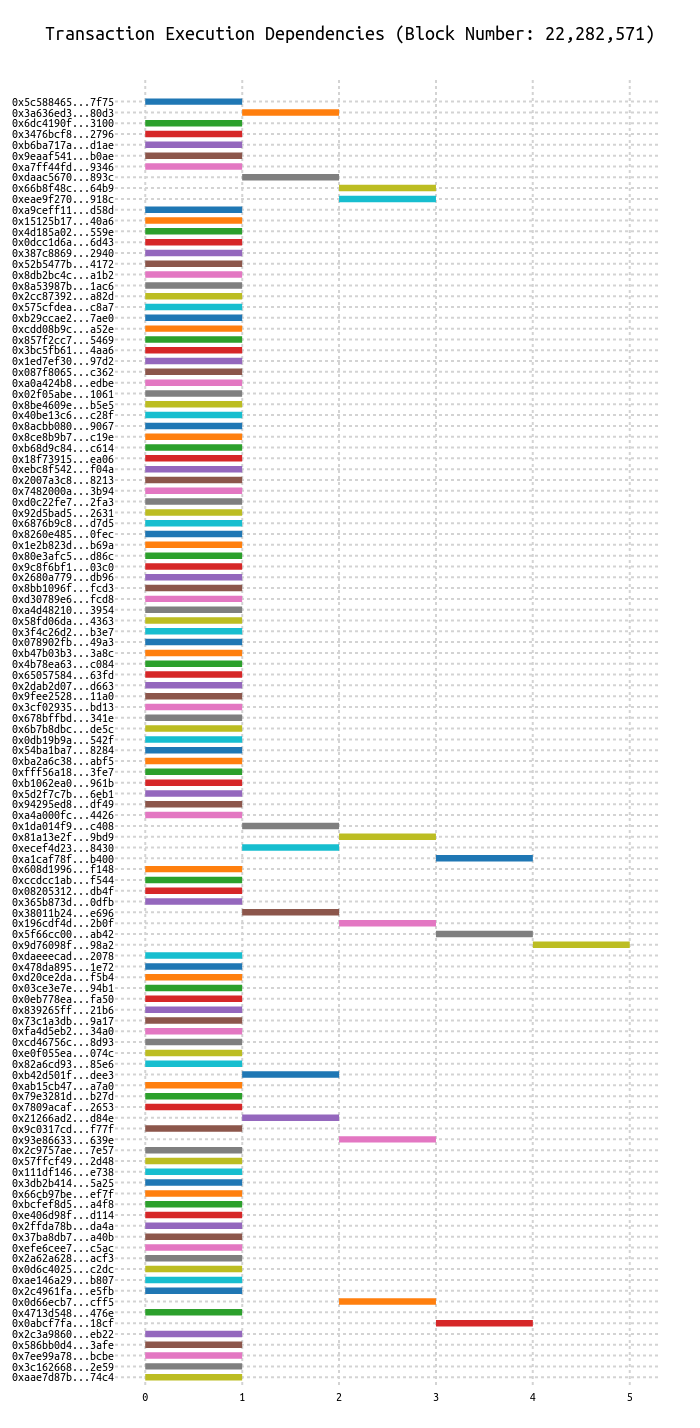 Transaction Execution Dependencies (Block Number: 22,282,571)
0x5c588465...7f75
0x3a636ed3...80d3
0x6dc4190f...3100
0x3476bcf8...2796
0xb6ba717a...d1ae
0x9eaaf541...b0ae
0xa7ff44fd...9346
0xdaac5670...893c
0x66b8f48c...64b9
0xeae9f270...918c
0xa9ceff11...d58d
0x15125b17...40a6
0x4d185a02...559e
0x0dcc1d6a...6d43
0x387c8869...2940
0x52b5477b...4172
0x8db2bc4c...a1b2
0x8a53987b...1ac6
0x2cc87392...a82d
0x575cfdea...c8a7
0xb29ccae2...7ae0
0xcdd08b9c...a52e
0x857f2cc7...5469
0x3bc5fb61...4aa6
0x1ed7ef30...97d2
0x087f8065...c362
0xa0a424b8...edbe
0x02f05abe...1061
0x8be4609e...b5e5
0x40be13c6...c28f
0x8acbb080...9067
0x8ce8b9b7...c19e
0xb68d9c84...c614
0x18f73915...ea06
0xebc8f542...f04a
0x2007a3c8...8213
0x7482000a...3b94
0xd0c22fe7...2fa3
0x92d5bad5...2631
0x6876b9c8...d7d5
0x8260e485...0fec
0x1e2b823d...b69a
0x80e3afc5...d86c
0x9c8f6bf1...03c0
0x2680a779...db96
0x8bb1096f...fcd3
0xd30789e6...fcd8
0xa4d48210...3954
0x58fd06da...4363
0x3f4c26d2...b3e7
0x078902fb...49a3
0xb47b03b3...3a8c
0x4b78ea63...c084
0x65057584...63fd
0x2dab2d07...d663
0x9fee2528...11a0
0x3cf02935...bd13
0x678bffbd...341e
0x6b7b8dbc...de5c
0x0db19b9a...542f
0x54ba1ba7...8284
0xba2a6c38...abf5
0xfff56a18...3fe7
0xb1062ea0...961b
0x5d2f7c7b...6eb1
0x94295ed8...df49
0xa4a000fc...4426
0x1da014f9...c408
0x81a13e2f...9bd9
0xecef4d23...8430
0xa1caf78f...b400
0x608d1996...f148
0xccdcc1ab...f544
0x08205312...db4f
0x365b873d...0dfb
0x38011b24...e696
0x196cdf4d...2b0f
0x5f66cc00...ab42
0x9d76098f...98a2
0xdaeeecad...2078
0x478da895...1e72
0xd20ce2da...f5b4
0x03ce3e7e...94b1
0x0eb778ea...fa50
0x839265ff...21b6
0x73c1a3db...9a17
0xfa4d5eb2...34a0
0xcd46756c...8d93
0xe0f055ea...074c
0x82a6cd93...85e6
0xb42d501f...dee3
0xab15cb47...a7a0
0x79e3281d...b27d
0x7809acaf...2653
0x21266ad2...d84e
0x9c0317cd...f77f
0x93e86633...639e
0x2c9757ae...7e57
0x57ffcf49...2d48
0x111df146...e738
0x3db2b414...5a25
0x66cb97be...ef7f
0xbcfef8d5...a4f8
0xe406d98f...d114
0x2ffda78b...da4a
0x37ba8db7...a40b
0xefe6cee7...c5ac
0x2a62a628...acf3
0x0d6c4025...c2dc
0xae146a29...b807
0x2c4961fa...e5fb
0x0d66ecb7...cff5
0x4713d548...476e
0x0abcf7fa...18cf
0x2c3a9860...eb22
0x586bb0d4...3afe
0x7ee99a78...bcbe
0x3c162668...2e59
0xaae7d87b...74c4
0 1 2 3 4 5